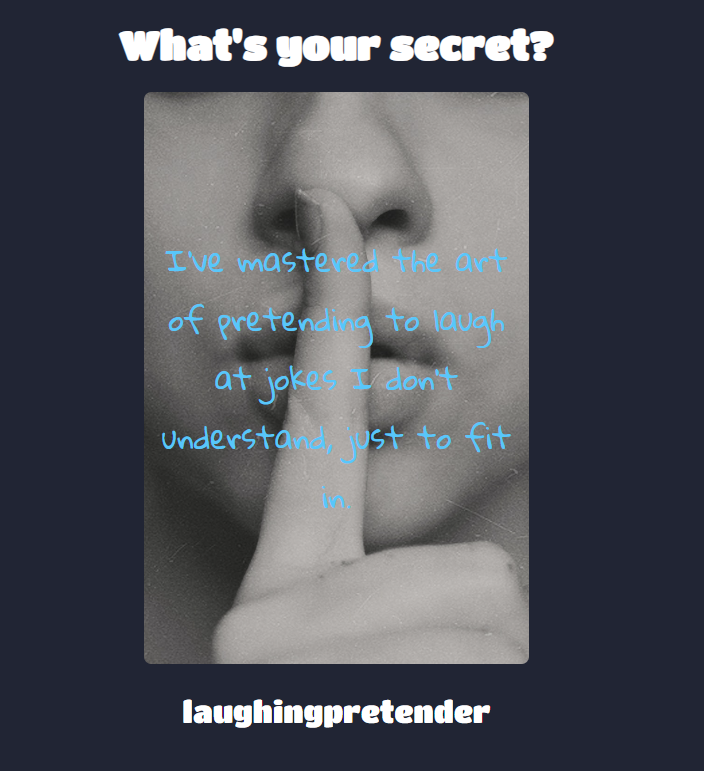 What's your secret?
I've mastered the art
of pretending to laugh
at jokes I don't
understand, just to fit
in.
laughingpretender